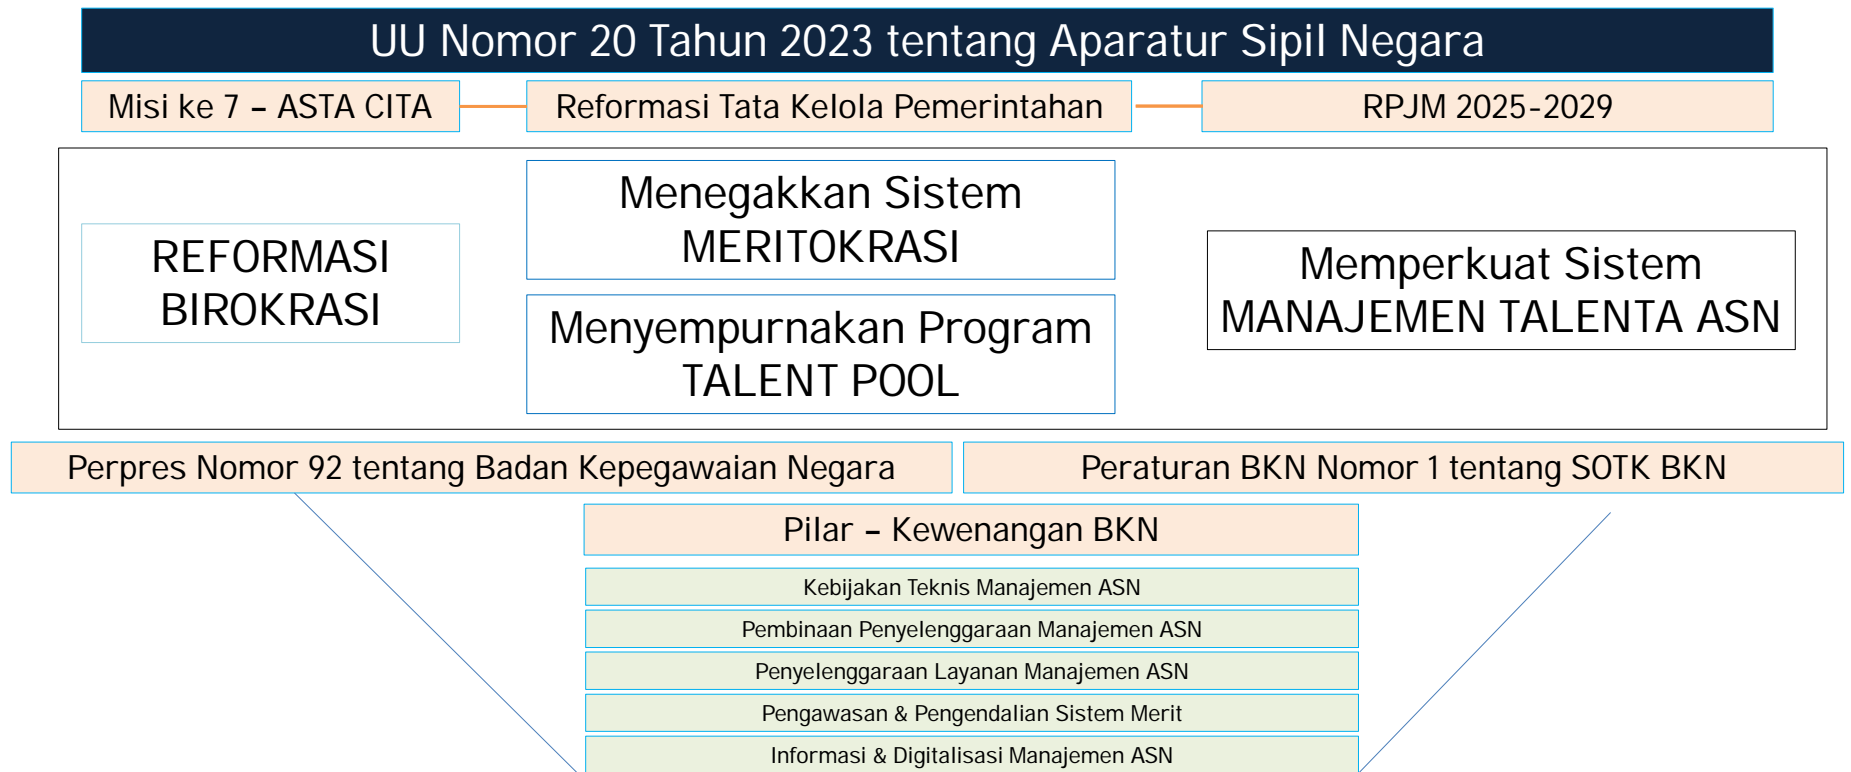 UU Nomor 20 Tahun 2023 tentang Aparatur Sipil Negara
Misi ke 7 – ASTA CITA
Reformasi Tata Kelola Pemerintahan
RPJM 2025-2029
REFORMASI
BIROKRASI
Menegakkan Sistem
MERITOKRASI
Menyempurnakan Program
TALENT POOL
Memperkuat Sistem
MANAJEMEN TALENTA ASN
Perpres Nomor 92 tentang Badan Kepegawaian Negara
Peraturan BKN Nomor 1 tentang SOTK BKN
Pilar – Kewenangan BKN
Kebijakan Teknis Manajemen ASN
Pembinaan Penyelenggaraan Manajemen ASN
Penyelenggaraan Layanan Manajemen ASN
Pengawasan & Pengendalian Sistem Merit
Informasi & Digitalisasi Manajemen ASN